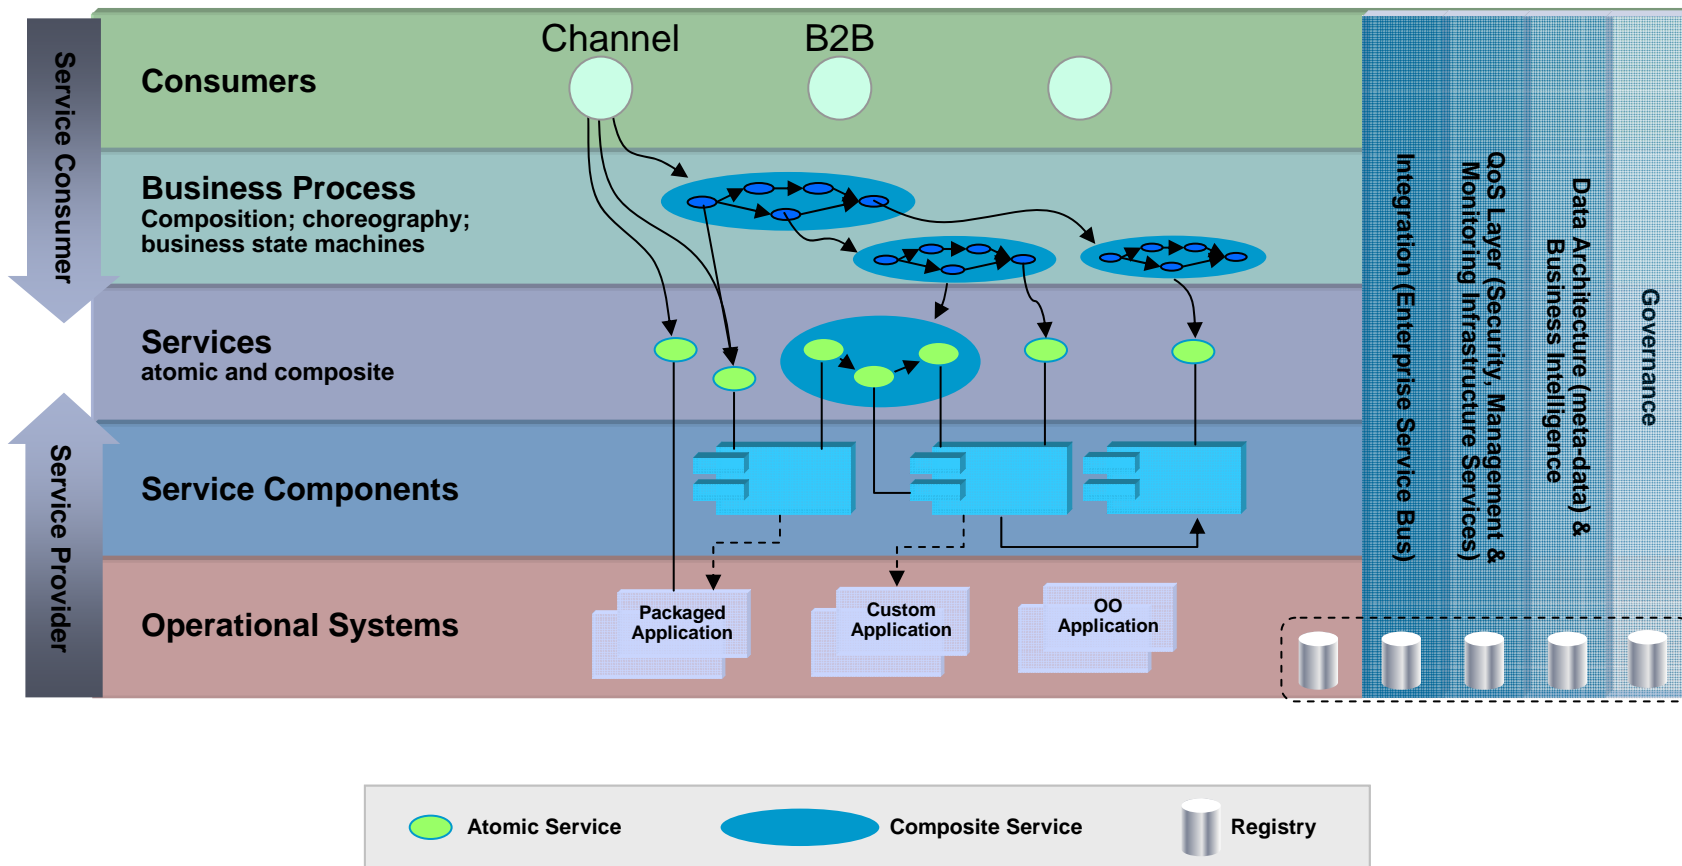 Channel
B2B
Consumers
Service Consumer
Business Process
Composition; choreography;
business state machines
Services
atomic and composite
Service Components
Service Provider
Operational Systems
Packaged
Application
Custom
Application
OO
Application
Integration (Enterprise Service Bus)
QoS Layer (Security, Management &
Monitoring Infrastructure Services)
Data Architecture (meta-data) &
Business Intelligence
Governance
Atomic Service
Composite Service
Registry